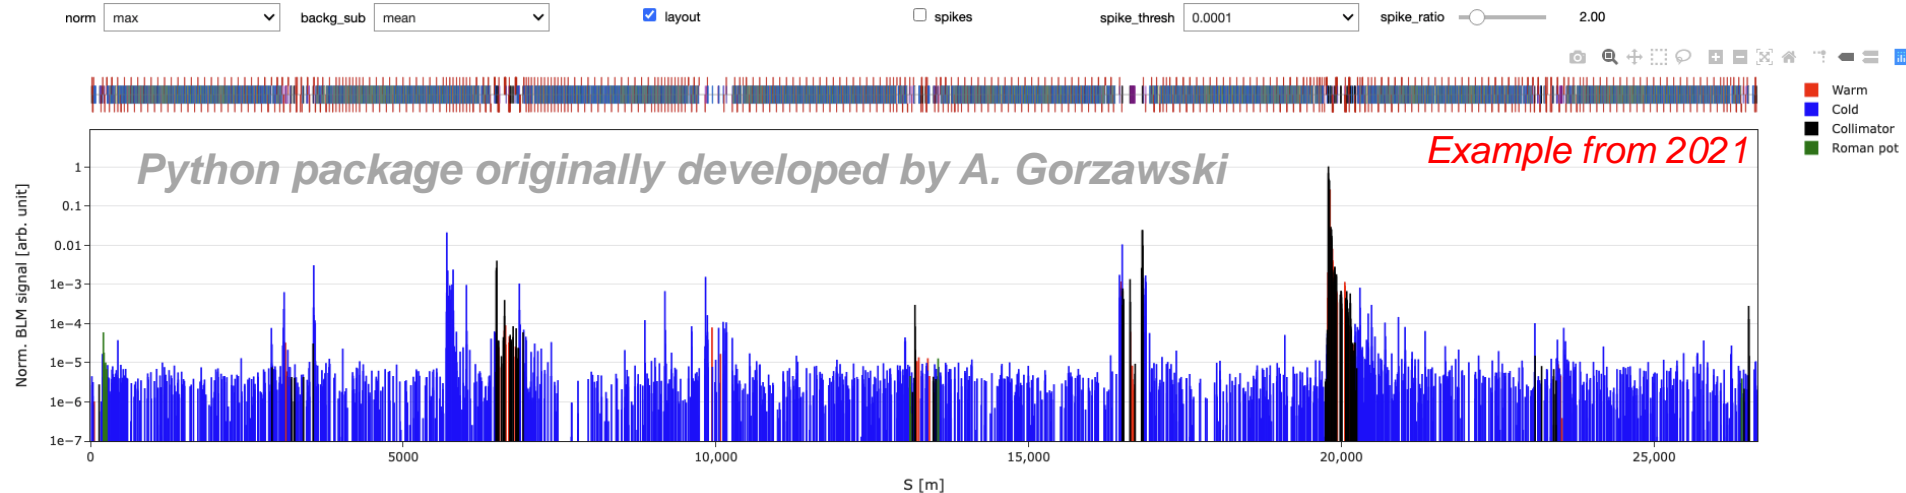 norm max backg_sub mean layout spikes spike_thresh 0.0001 spike_ratio 2.00
Warm
Cold
Collimator
Roman pot
Python package originally developed by A. Gorzawski
Example from 2021
Norm. BLM signal [arb. unit]
1
0.1
0.01
1e−3
1e−4
1e−5
1e−6
1e−7
0 5000 10,000 15,000 20,000 25,000
S [m]